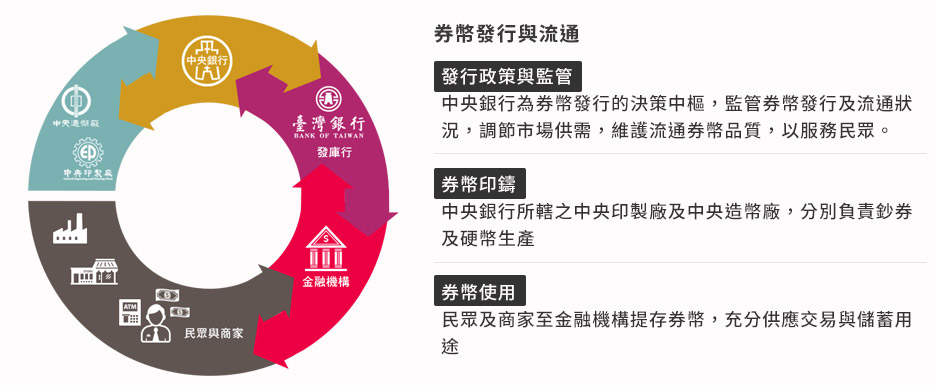 中央銀行
中央造幣廠
中央印製廠
臺灣銀行
BANK OF TAIWAN
發庫行
$
金融機構
ATM
民眾與商家
券幣發行與流通
發行政策與監管
中央銀行為券幣發行的決策中樞，監管券幣發行及流通狀
況，調節市場供需，維護流通券幣品質，以服務民眾。
券幣印鑄
中央銀行所轄之中央印製廠及中央造幣廠，分別負責鈔券
及硬幣生產
券幣使用
民眾及商家至金融機構提存券幣，充分供應交易與儲蓄用
途